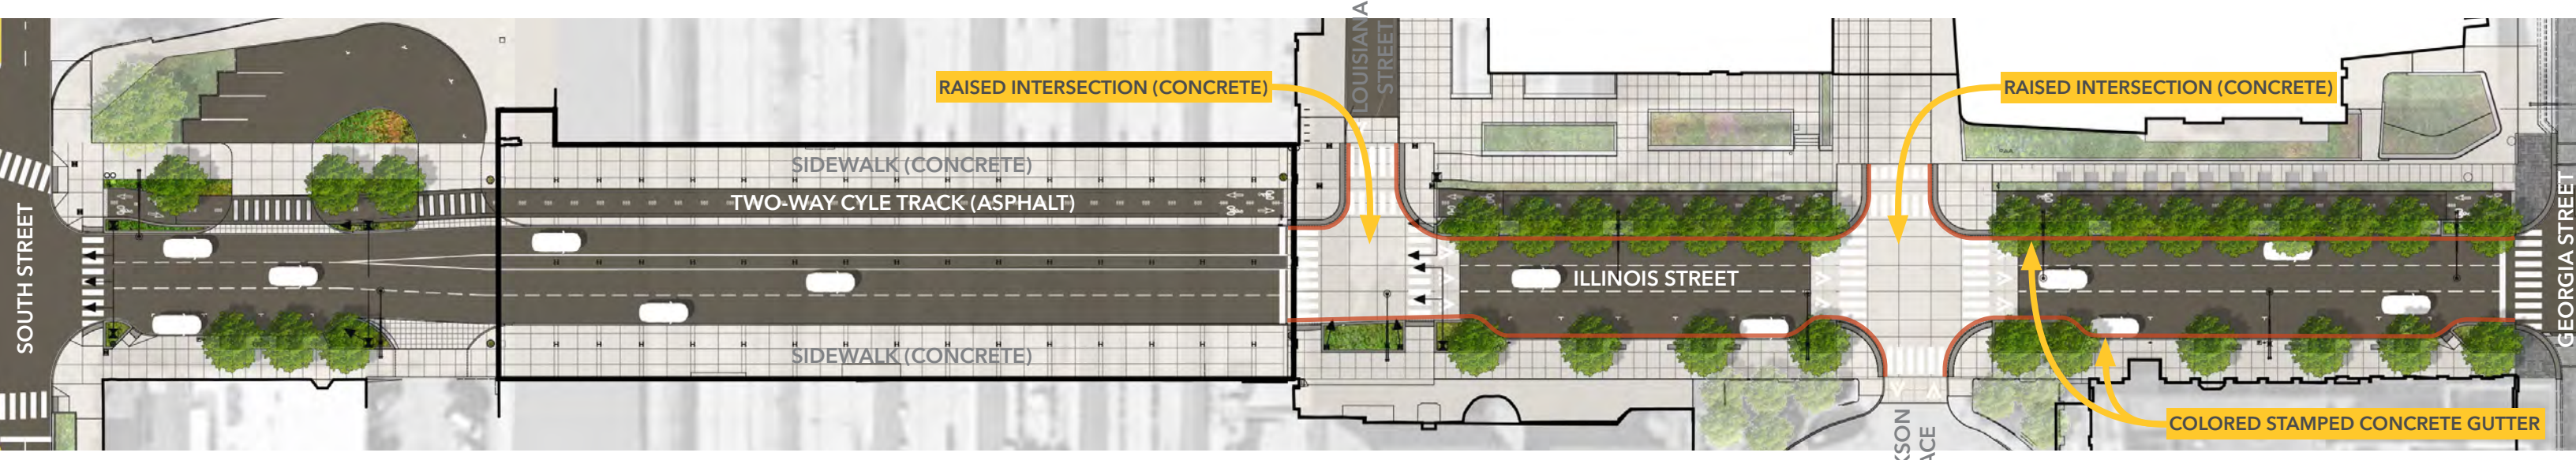 SOUTH STREET
RAISED INTERSECTION (CONCRETE)
LOUISIANA
STREET
RAISED INTERSECTION (CONCRETE)
SIDEWALK (CONCRETE)
TWO-WAY CYLE TRACK (ASPHALT)
ILLINOIS STREET
SIDEWALK (CONCRETE)
COLORED STAMPED CONCRETE GUTTER
GEORGIA STREET